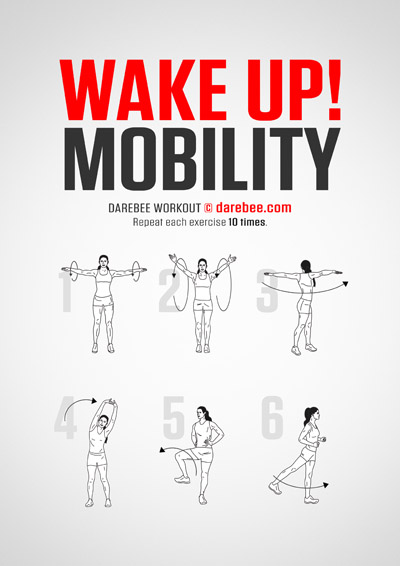 WAKE UP!
MOBILITY
DAREBEE WORKOUT © darebee.com
Repeat each exercise 10 times.
1 2 3
4 5 6